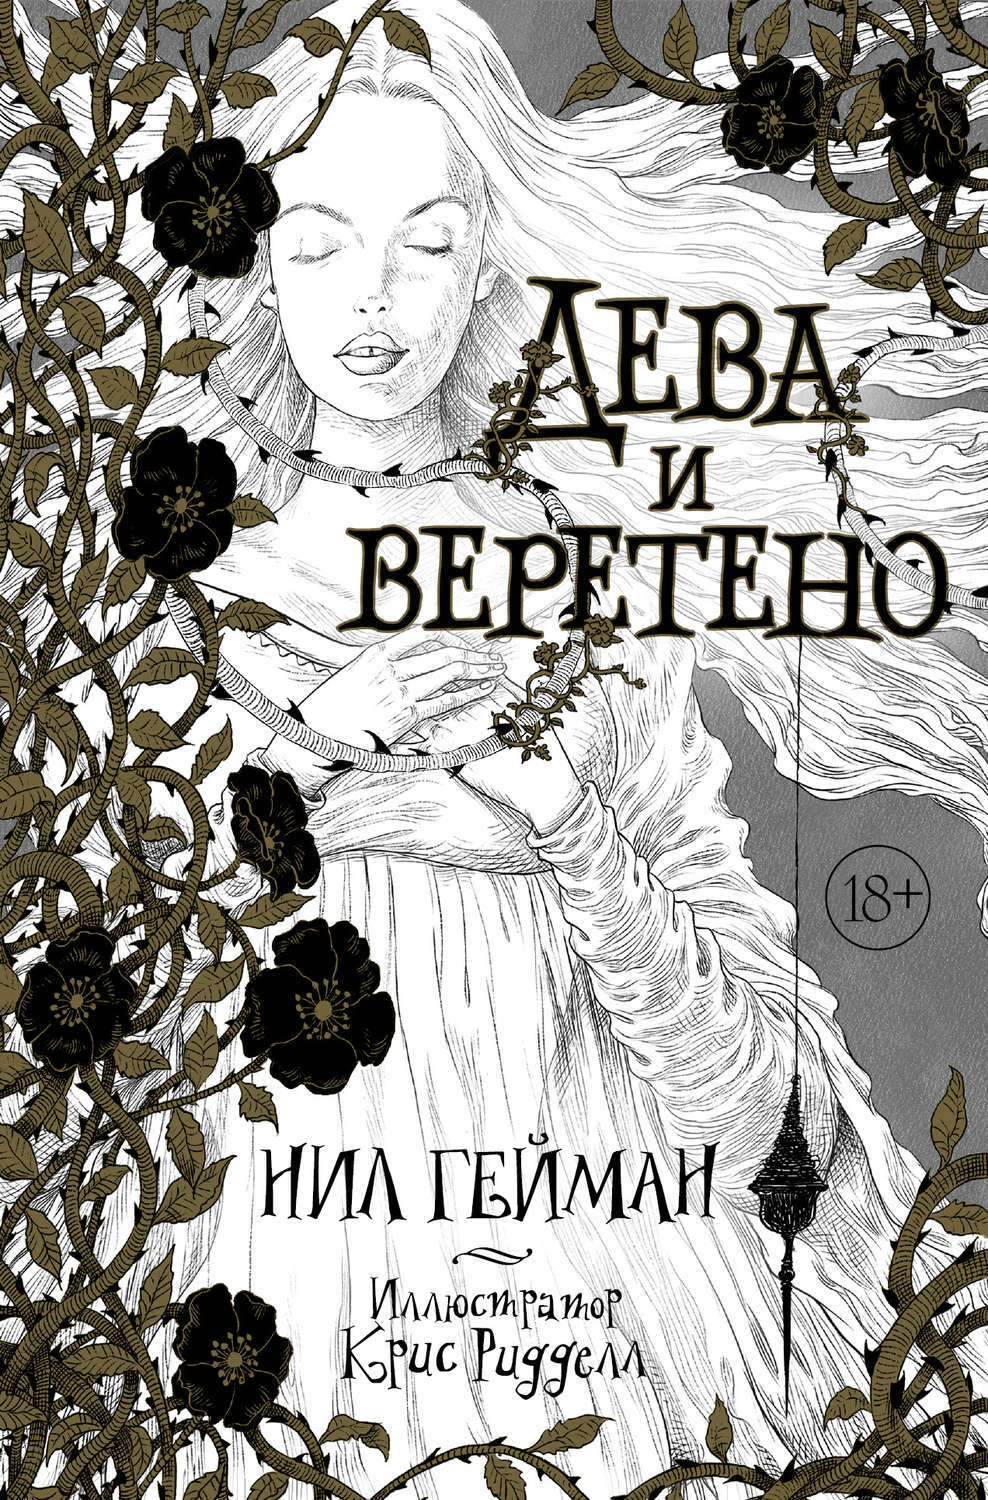 ДЕВА
И
ВЕРЕТЕНО
18+
НИЛ ГЕЙМАН
Иллюстратор
Крис Ридделл